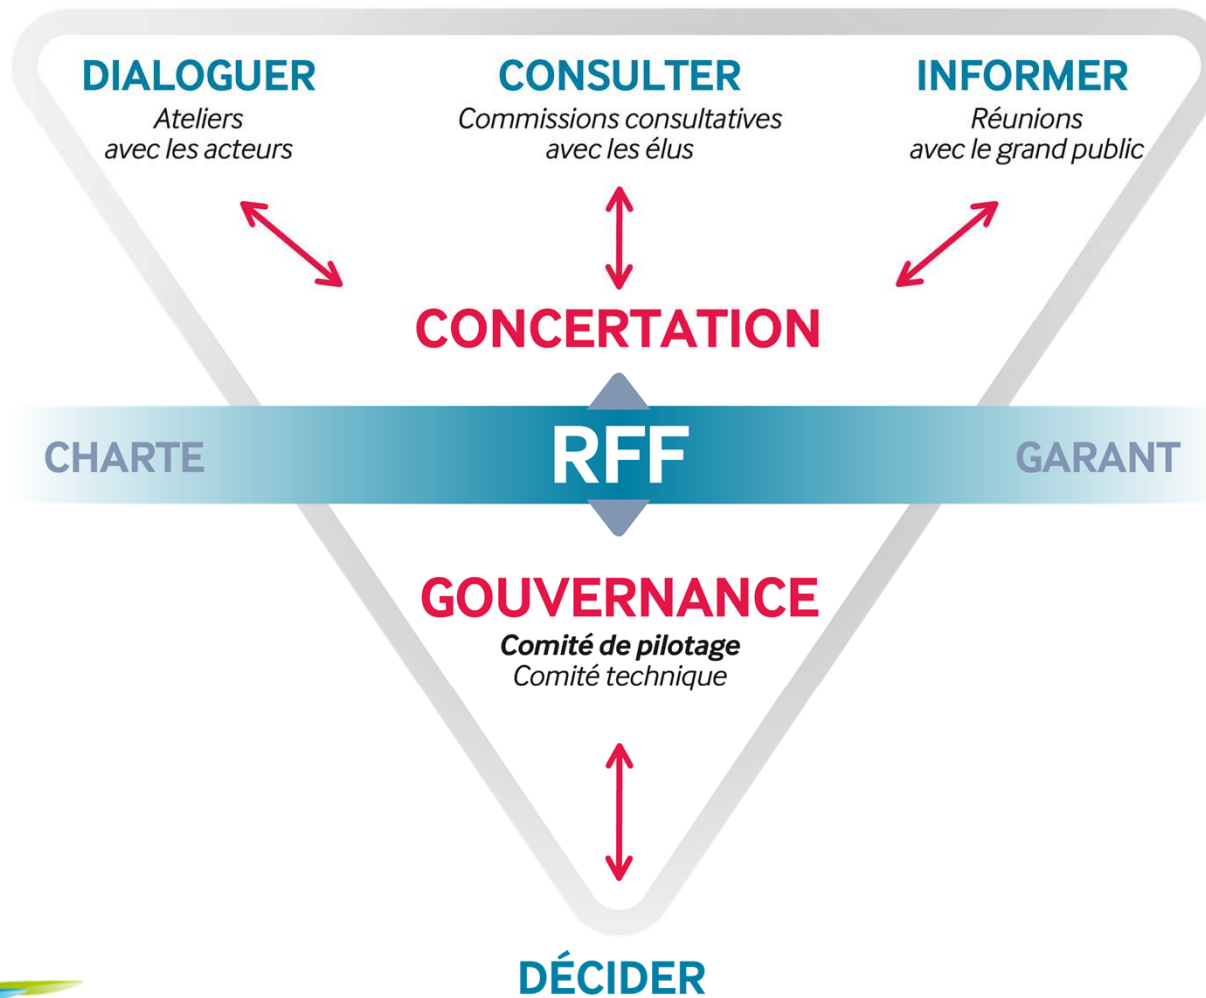 DIALOGUER
Ateliers
avec les acteurs
CONSULTER
Commissions consultatives
avec les élus
INFORMER
Réunions
avec le grand public
CONCERTATION
CHARTE
RFF
GARANT
GOUVERNANCE
Comité de pilotage
Comité technique
DÉCIDER